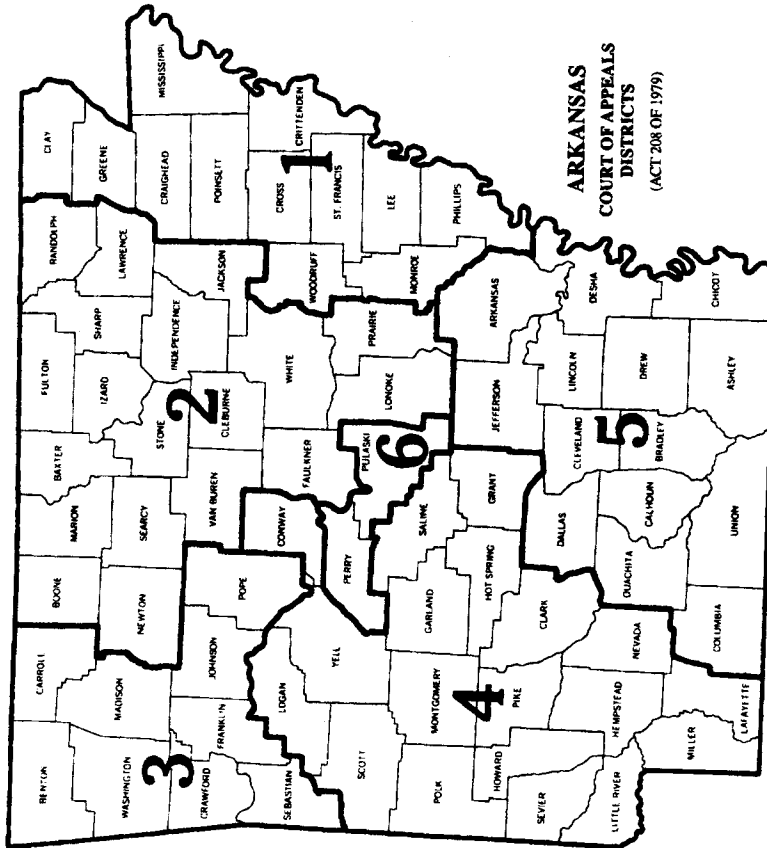 BENTON
CARROLL
BOONE
MARION
BAXTER
FULTON
RANDOLPH
CLAY
WASHINGTON
MADISON
NEWTON
SEARCY
IZARD
SHARP
LAWRENCE
GREENE
3
STONE
2
INDEPENDENCE
CRAIGHEAD
MISSISSIPPI
CRAWFORD
FRANKLIN
JOHNSON
POPE
VAN BUREN
CLEBURNE
JACKSON
POINSETT
SEBASTIAN
LOGAN
CONWAY
FAULKNER
WHITE
WOODRUFF
CROSS
1
CRITTENDEN
ST. FRANCIS
SCOTT
YELL
PERRY
PULASKI
6
LONOKE
PRAIRIE
MONROE
LEE
PHILLIPS
POLK
MONTGOMERY
GARLAND
SALINE
4
HOWARD
PIKE
HOT SPRING
GRANT
JEFFERSON
ARKANSAS
SEVIER
CLARK
DALLAS
CLEVELAND
LINCOLN
DESHA
LITTLE RIVER
HEMPSTEAD
NEVADA
OUACHITA
CALHOUN
5
BRADLEY
DREW
MILLER
LAFAYETTE
COLUMBIA
UNION
ASHLEY
CHICOT
ARKANSAS
COURT OF APPEALS
DISTRICTS
(ACT 208 OF 1979)